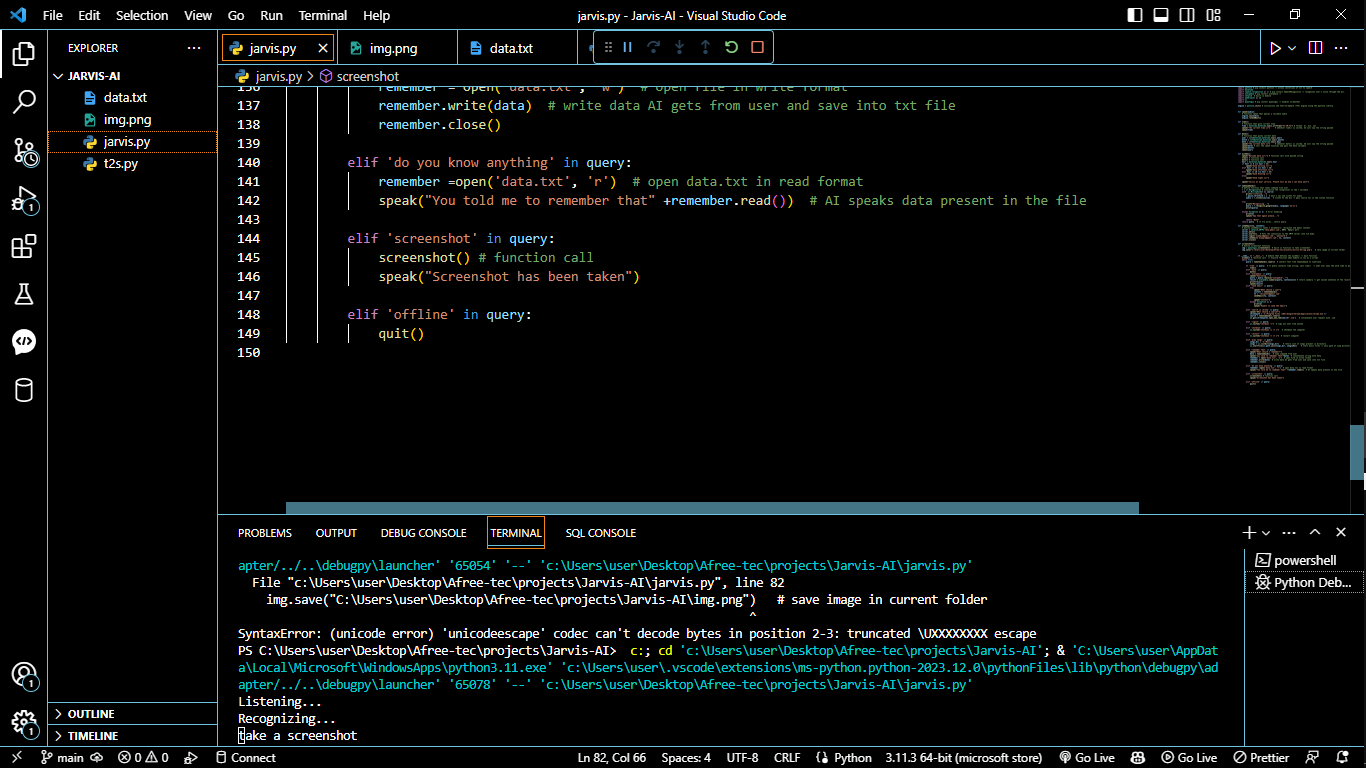 File Edit Selection View Go Run Terminal Help
jarvis.py - Jarvis-AI - Visual Studio Code
EXPLORER
JARVIS-AI
data.txt
img.png
jarvis.py
t2s.py
OUTLINE
TIMELINE
jarvis.py img.png data.txt
jarvis.py > screenshot
136 remember = open('data.txt', 'w') # open file in write format
137 remember.write(data) # write data AI gets from user and save into txt file
138 remember.close()
139
140 elif 'do you know anything' in query:
141 remember =open('data.txt', 'r') # open data.txt in read format
142 speak("You told me to remember that" +remember.read()) # AI speaks data present in the file
143
144 elif 'screenshot' in query:
145 screenshot() # function call
146 speak("Screenshot has been taken")
147
148 elif 'offline' in query:
149 quit()
150
PROBLEMS OUTPUT DEBUG CONSOLE TERMINAL SQL CONSOLE
powershell
Python Deb...
apter/../..\debugpy\launcher' '65054' '--' 'c:\Users\user\Desktop\Afree-tec\projects\Jarvis-AI\jarvis.py'
File "c:\Users\user\Desktop\Afree-tec\projects\Jarvis-AI\jarvis.py", line 82
img.save("C:\Users\user\Desktop\Afree-tec\projects\Jarvis-AI\img.png") # save image in current folder
^
SyntaxError: (unicode error) 'unicodeescape' codec can't decode bytes in position 2-3: truncated \UXXXXXXXX escape
PS C:\Users\user\Desktop\Afree-tec\projects\Jarvis-AI> c:; cd 'c:\Users\user\Desktop\Afree-tec\projects\Jarvis-AI'; & 'C:\Users\user\AppDat
a\Local\Microsoft\WindowsApps\python3.11.exe' 'c:\Users\user\.vscode\extensions\ms-python.python-2023.12.0\pythonFiles\lib\python\debugpy\ad
apter/../..\debugpy\launcher' '65078' '--' 'c:\Users\user\Desktop\Afree-tec\projects\Jarvis-AI\jarvis.py'
Listening...
Recognizing...
take a screenshot
main 0 0 Connect Ln 82, Col 66 Spaces: 4 UTF-8 CRLF Python 3.11.3 64-bit (microsoft store) Go Live Go Live Prettier